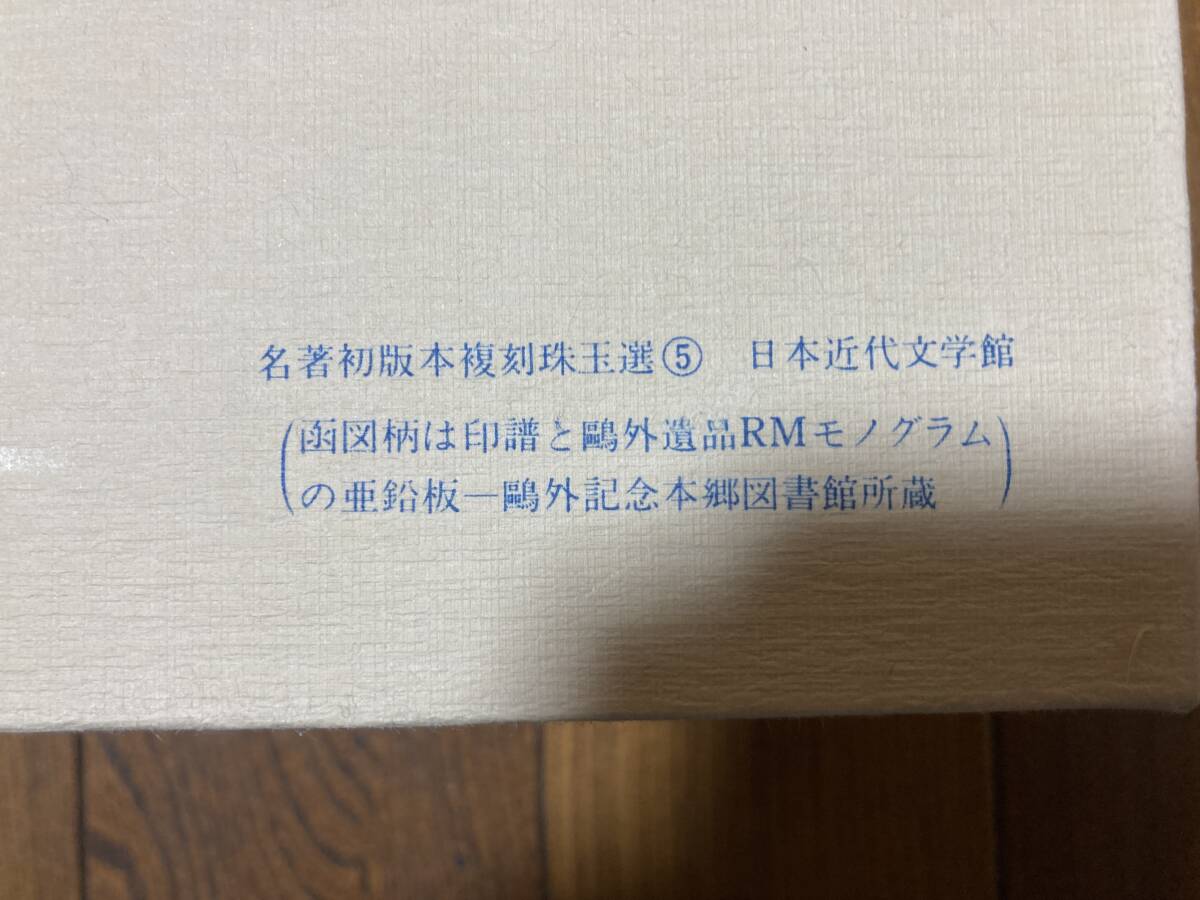 名著初版本複刻珠玉選⑤　日本近代文学館
(函図柄は印譜と鷗外遺品RMモノグラム
の亜鉛板—鷗外記念本郷図書館所蔵)